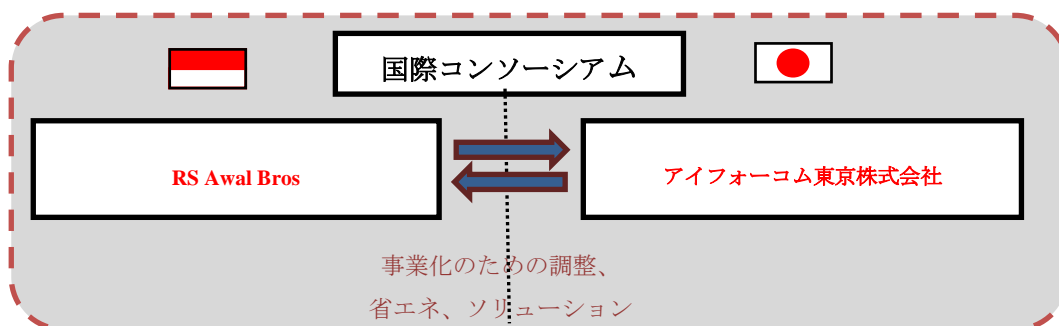 国際コンソーシアム
RS Awal Bros
アイフォーコム東京株式会社
事業化のための調整、
省エネ、ソリューション